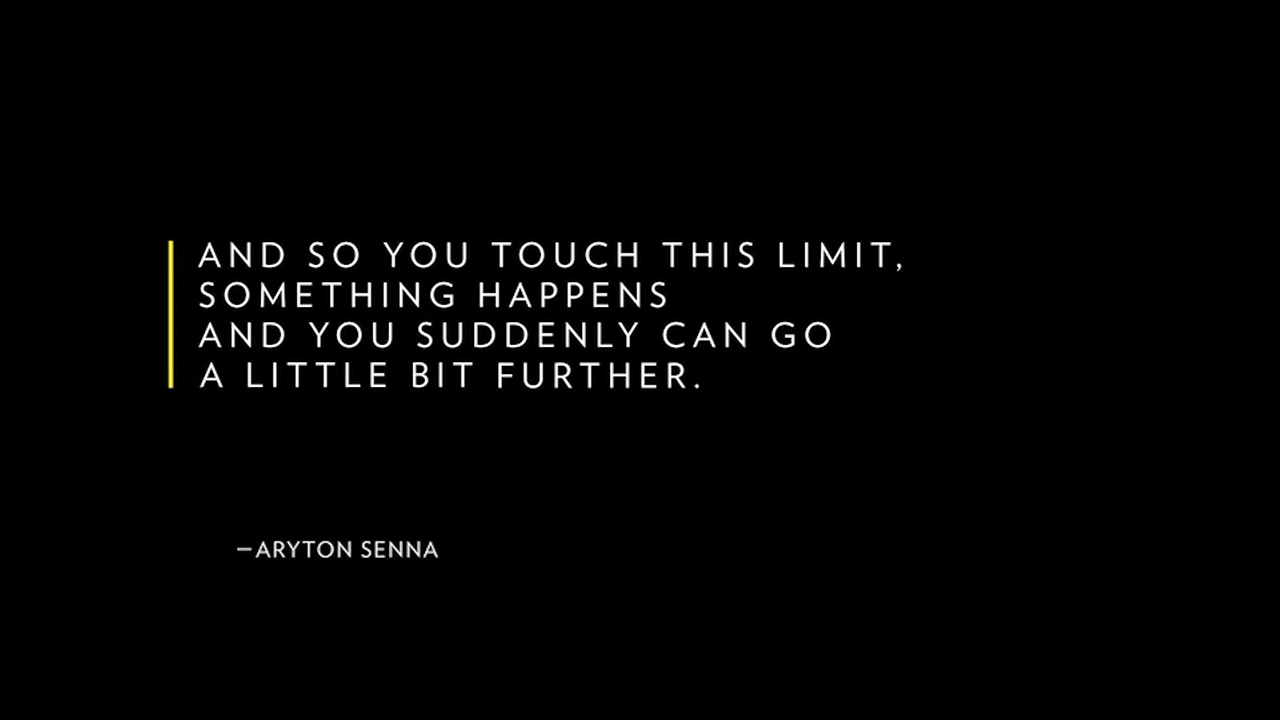 AND SO YOU TOUCH THIS LIMIT,
SOMETHING HAPPENS
AND YOU SUDDENLY CAN GO
A LITTLE BIT FURTHER.
—ARYTON SENNA